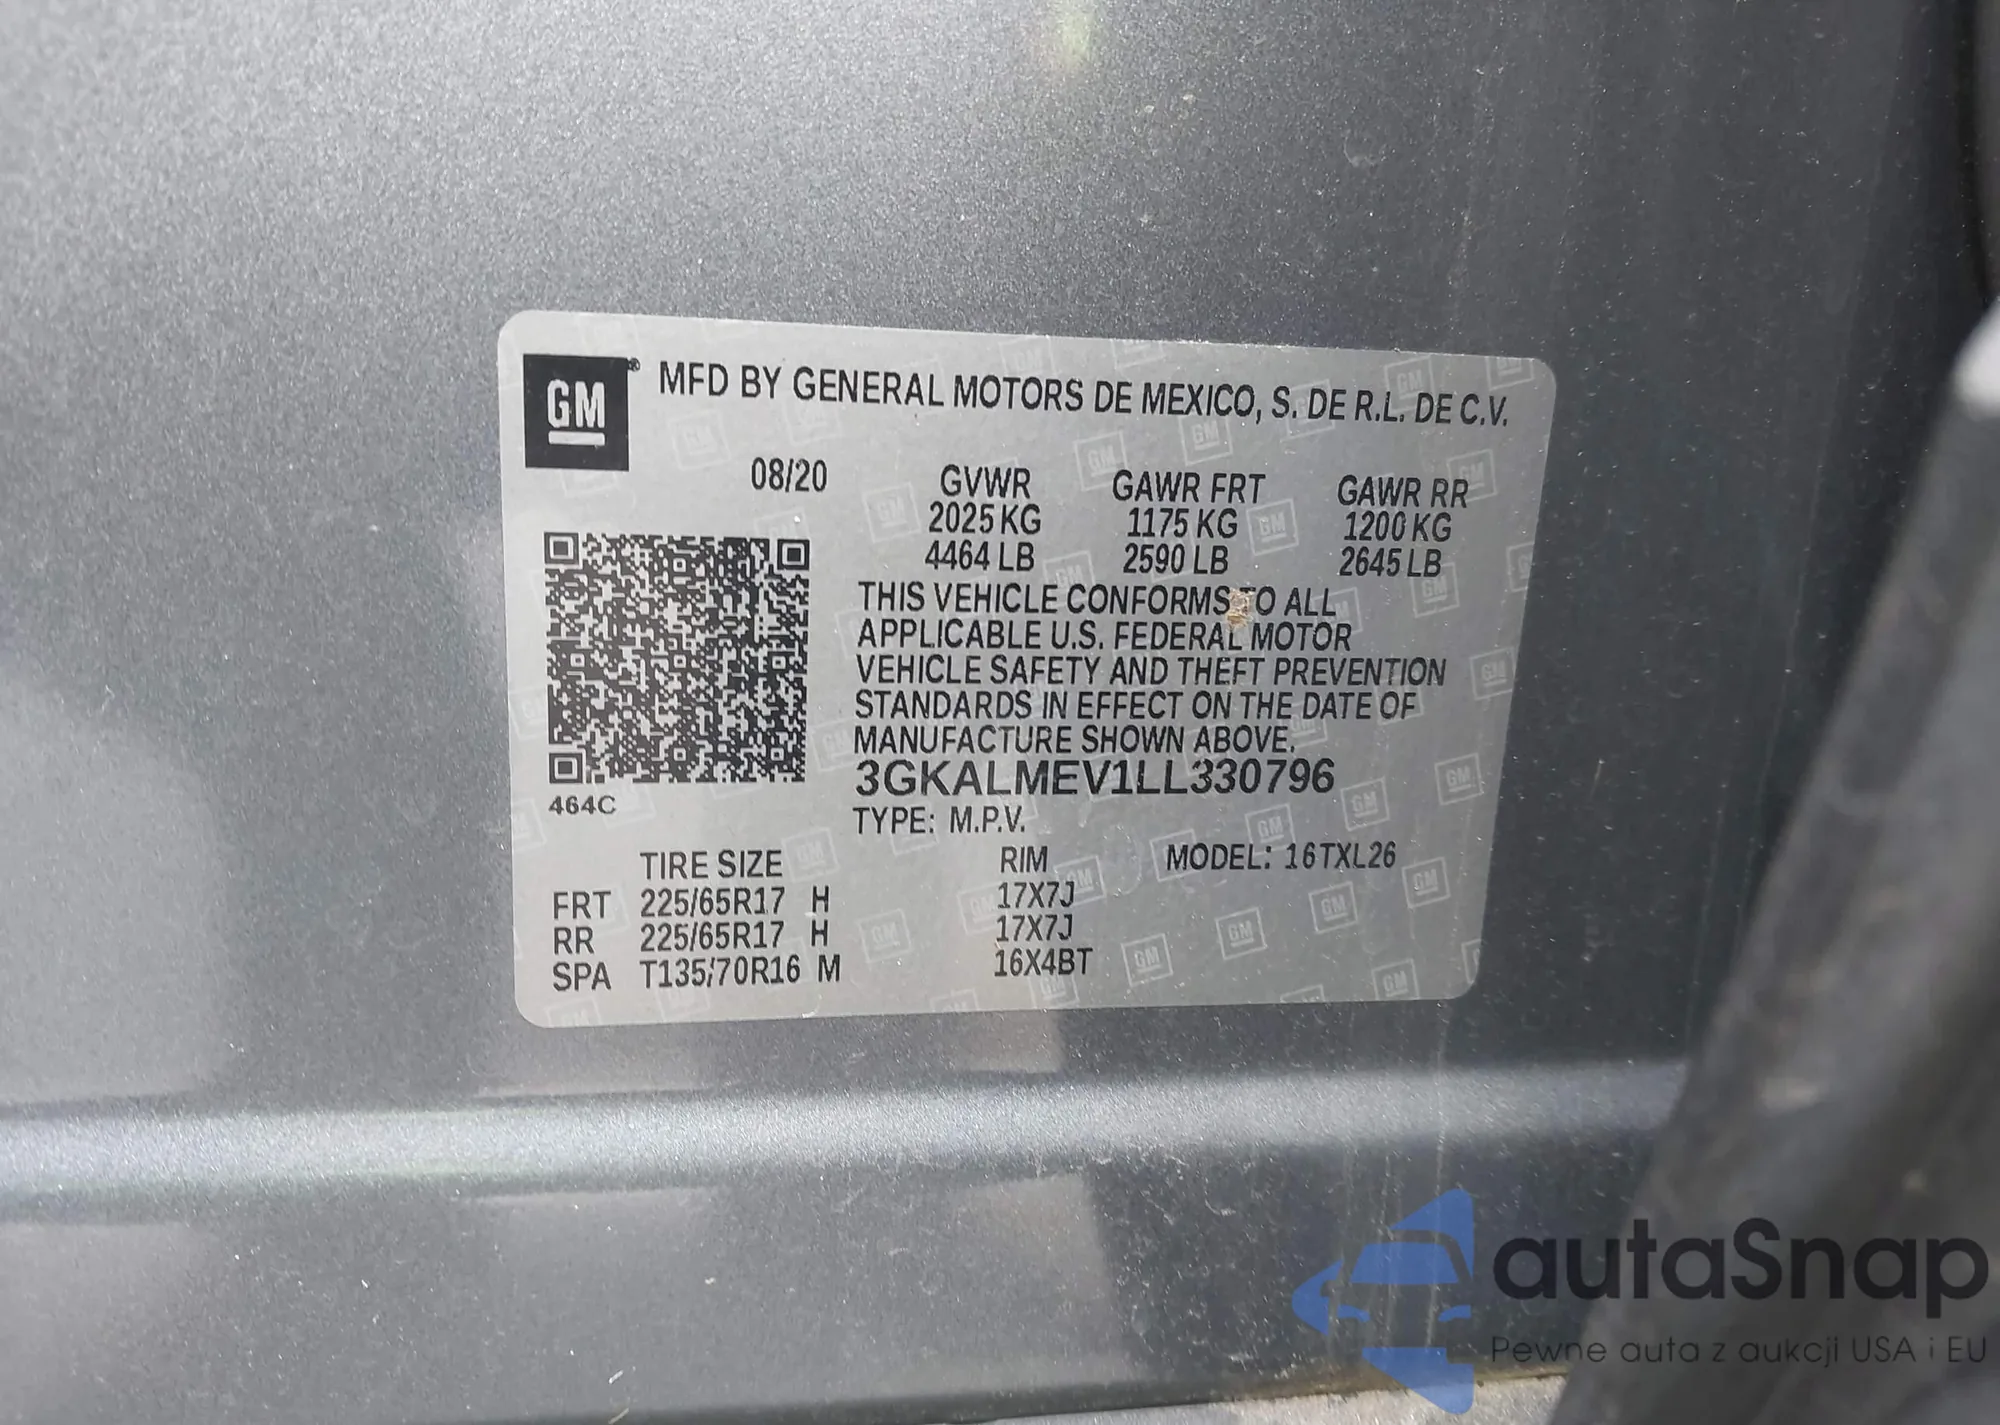 GM ® MFD BY GENERAL MOTORS DE MEXICO, S. DE R.L. DE C.V.
08/20 GVWR GAWR FRT GAWR RR
2025 KG 1175 KG 1200 KG
4464 LB 2590 LB 2645 LB
THIS VEHICLE CONFORMS TO ALL
APPLICABLE U.S. FEDERAL MOTOR
VEHICLE SAFETY AND THEFT PREVENTION
STANDARDS IN EFFECT ON THE DATE OF
MANUFACTURE SHOWN ABOVE.
3GKALMEV1LL330796
464C
TYPE: M.P.V.
TIRE SIZE RIM MODEL: 16TXL26
FRT 225/65R17 H 17X7J
RR 225/65R17 H 17X7J
SPA T135/70R16 M 16X4BT
autaSnap
Pewne auta z aukcji USA i EU